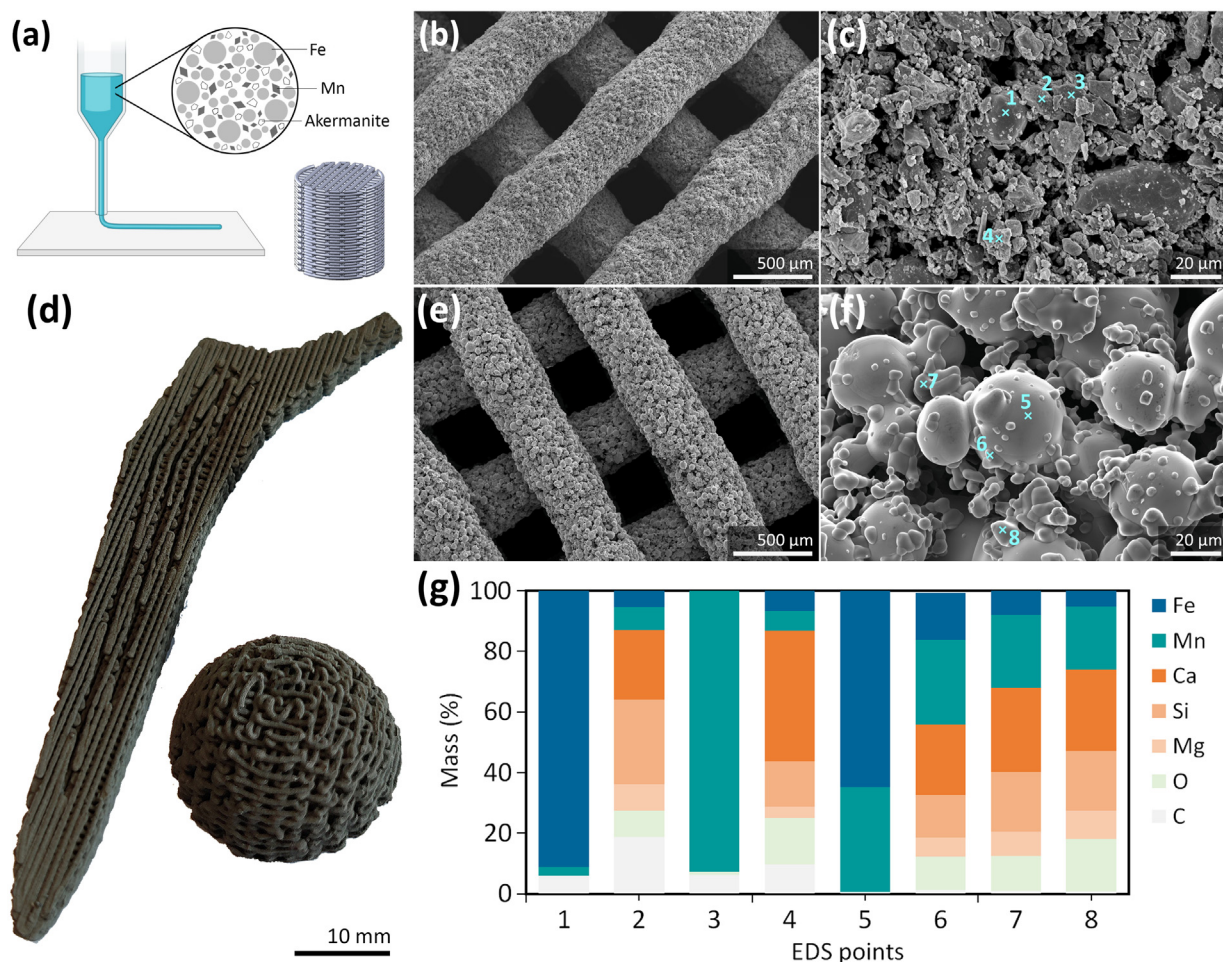 (a)
Fe
Mn
Akermanite
(b)
500 µm
(c)
1
2
3
4
20 µm
(d)
10 mm
(e)
500 µm
(f)
7
5
6
8
20 µm
(g)
Mass (%)
100
80
60
40
20
0
1 2 3 4 5 6 7 8
EDS points
Fe
Mn
Ca
Si
Mg
O
C